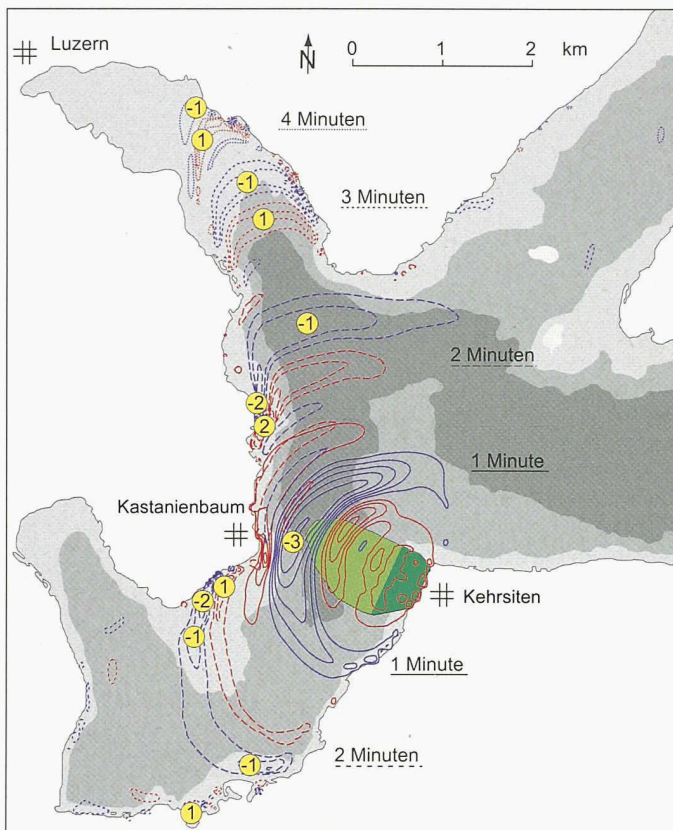 Luzern
N
0 1 2 km
-1
4 Minuten
1
-1
3 Minuten
1
-1
2 Minuten
-2
2
1 Minute
Kastanienbaum
-3
1
Kehrsiten
-2
-1
1 Minute
2 Minuten
-1
1